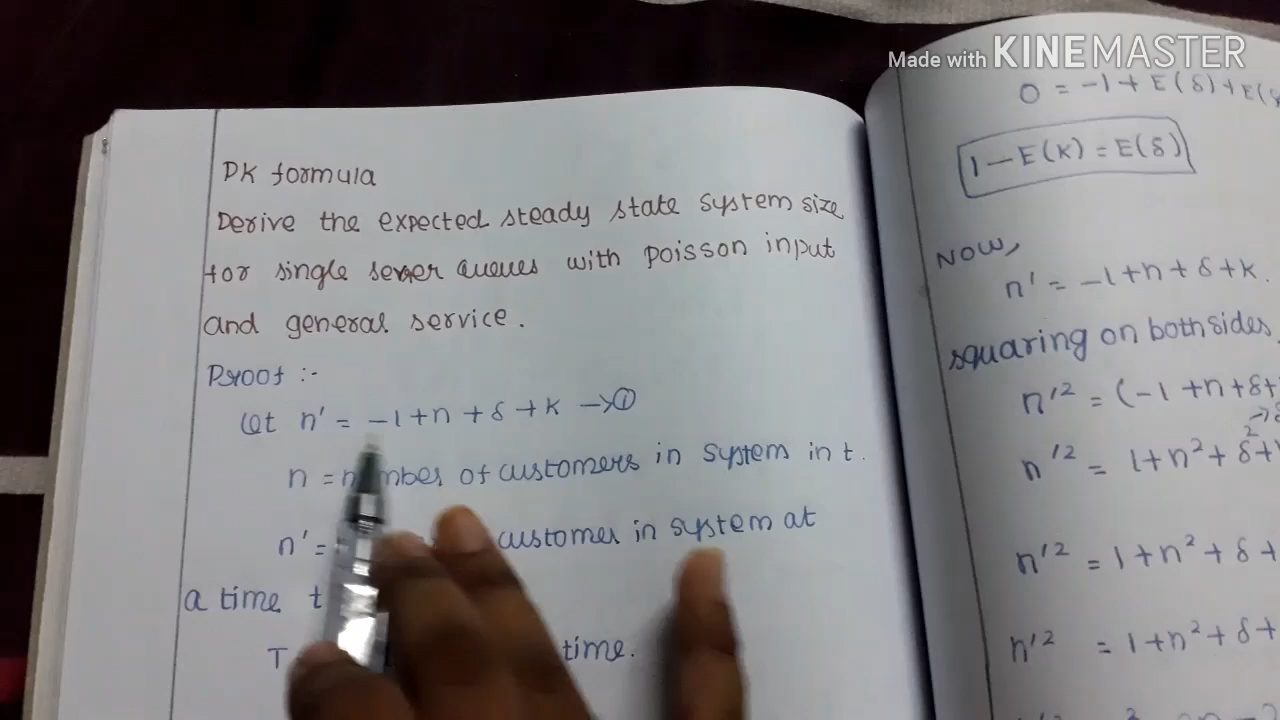 Made with KINEMASTER
PK formula
Derive the expected steady state system size
for single server queues with poisson input
and general service.
Proof :-
Let n' = -1+n + δ + k →①
n = number of customers in system in t.
n' = customer in system at
a time t
T time.
0 = -1 + E(δ) + E(
1 - E(k) = E(δ)
Now,
n' = -1+n + δ + k.
squaring on both sides,
n'² = (-1 + n + δ +
n'² = 1 + n² + δ² +
n'² = 1 + n² + δ +
n'² = 1 + n² + δ +